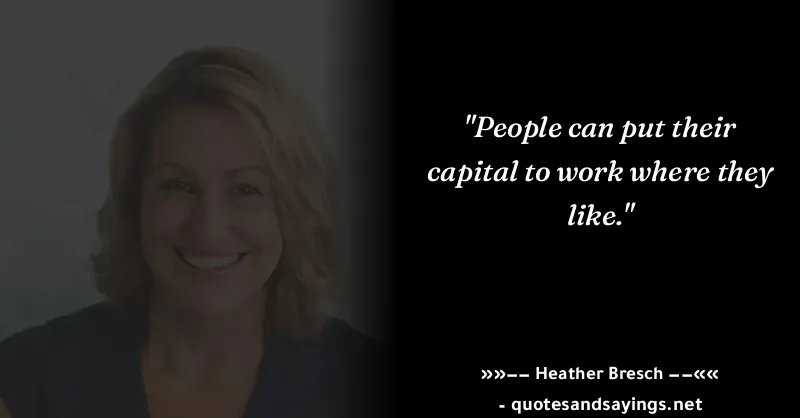 "People can put their
capital to work where they
like."
»»−− Heather Bresch −−««
- quotesandsayings.net